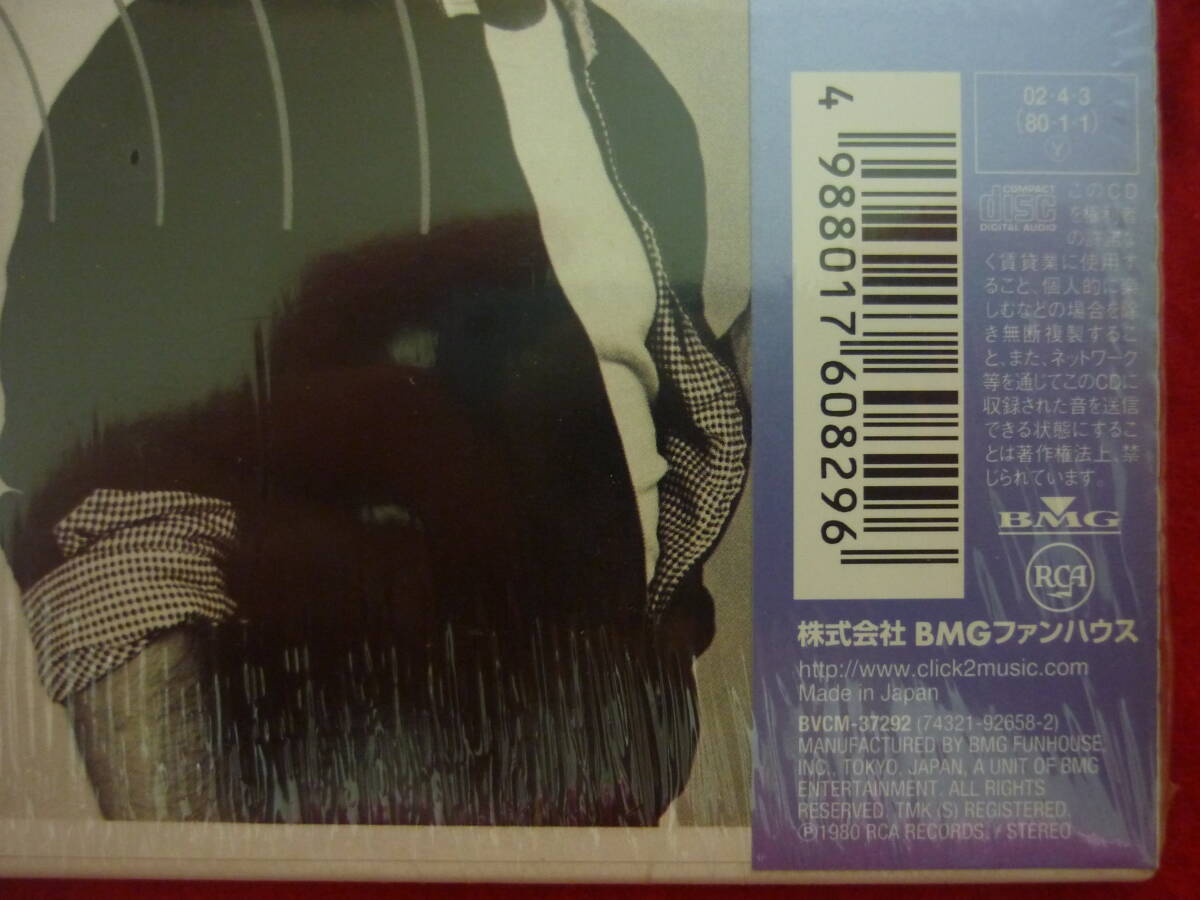 4 988017 608296
02・4・3
(80・1・1)
Ⓨ
COMPACT
disc
DIGITAL AUDIO
このCD
を権利者
の許諾な
く賃貸業に使用す
ること、個人的に楽
しむなどの場合を除
き無断複製するこ
と、また、ネットワーク
等を通じてこのCDに
収録された音を送信
できる状態にするこ
とは著作権法上、禁
じられています。
BMG
RCA
株式会社 BMGファンハウス
http://www.click2music.com
Made in Japan
BVCM-37292 (74321-92658-2)
MANUFACTURED BY BMG FUNHOUSE,
INC., TOKYO, JAPAN, A UNIT OF BMG
ENTERTAINMENT. ALL RIGHTS
RESERVED. TMK (S) REGISTERED.
Ⓟ1980 RCA RECORDS. / STEREO